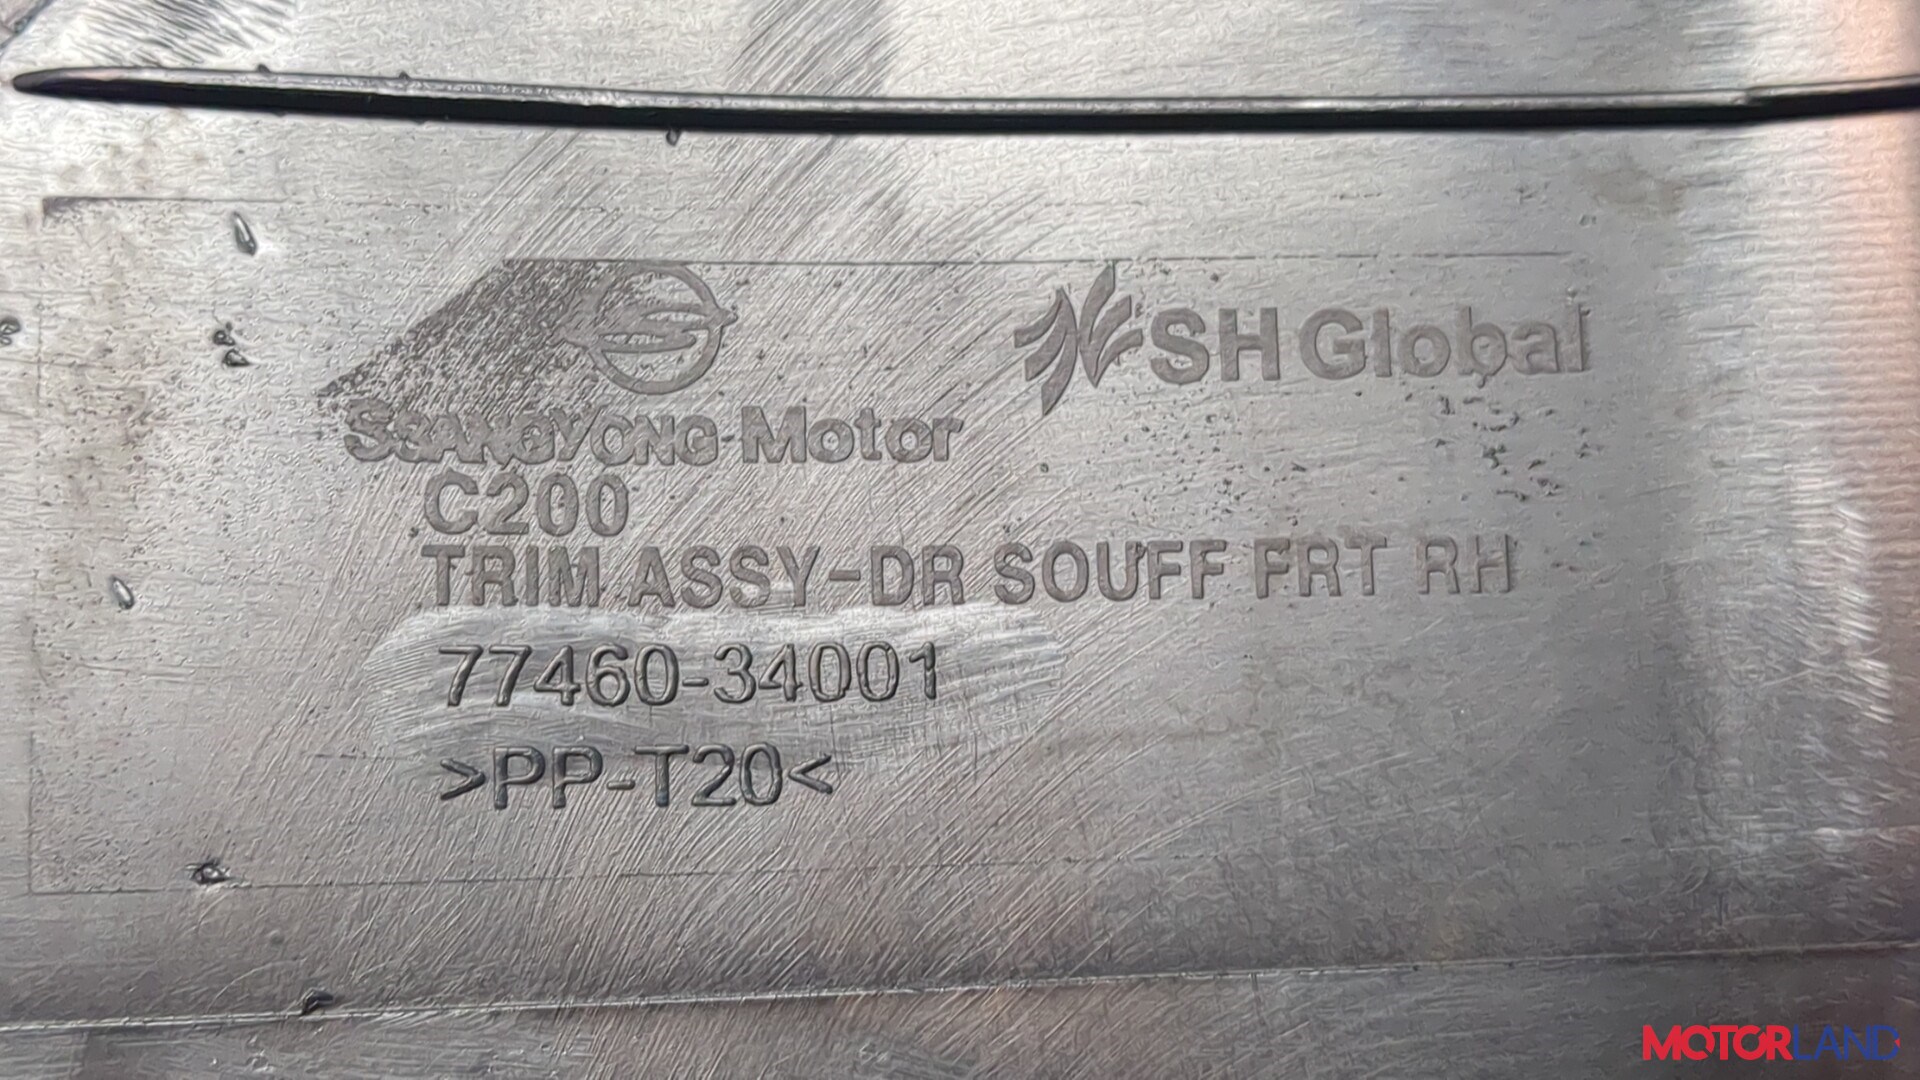 SSANGYONG Motor
SH Global
C200
TRIM ASSY-DR SOUFF FRT RH
77460-34001
>PP-T20<
MOTORLAND